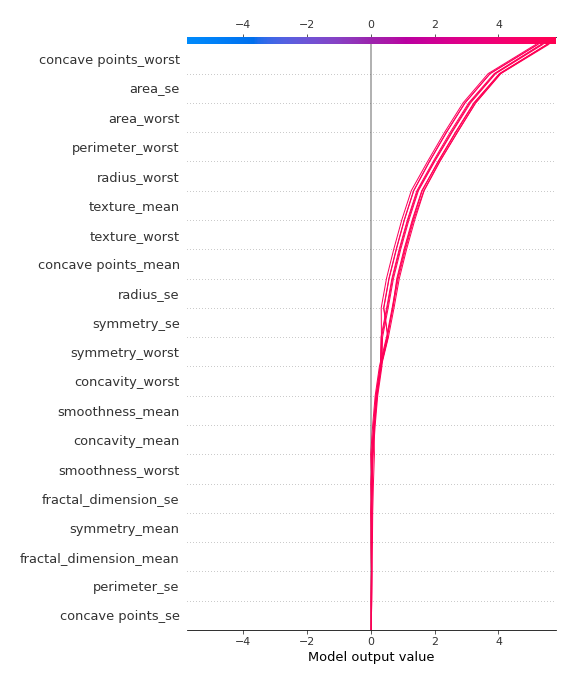 −4 −2 0 2 4
concave points_worst
area_se
area_worst
perimeter_worst
radius_worst
texture_mean
texture_worst
concave points_mean
radius_se
symmetry_se
symmetry_worst
concavity_worst
smoothness_mean
concavity_mean
smoothness_worst
fractal_dimension_se
symmetry_mean
fractal_dimension_mean
perimeter_se
concave points_se
−4 −2 0 2 4
Model output value